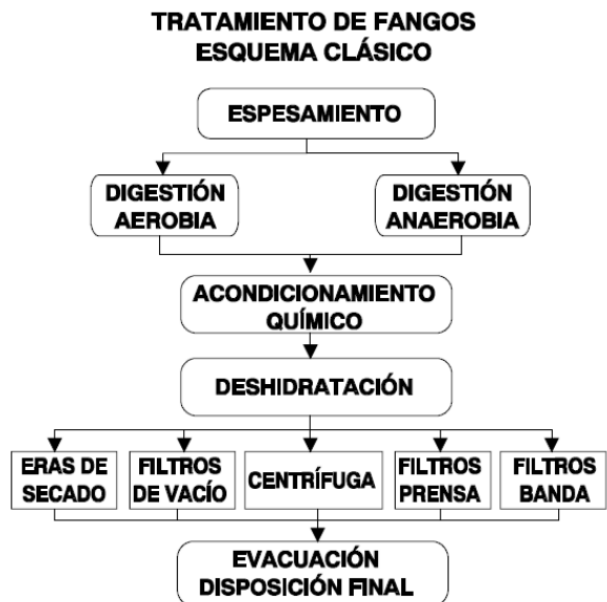 TRATAMIENTO DE FANGOS
ESQUEMA CLÁSICO
ESPESAMIENTO
DIGESTIÓN
AEROBIA
DIGESTIÓN
ANAEROBIA
ACONDICIONAMIENTO
QUÍMICO
DESHIDRATACIÓN
ERAS DE
SECADO
FILTROS
DE VACÍO
CENTRÍFUGA
FILTROS
PRENSA
FILTROS
BANDA
EVACUACIÓN
DISPOSICIÓN FINAL